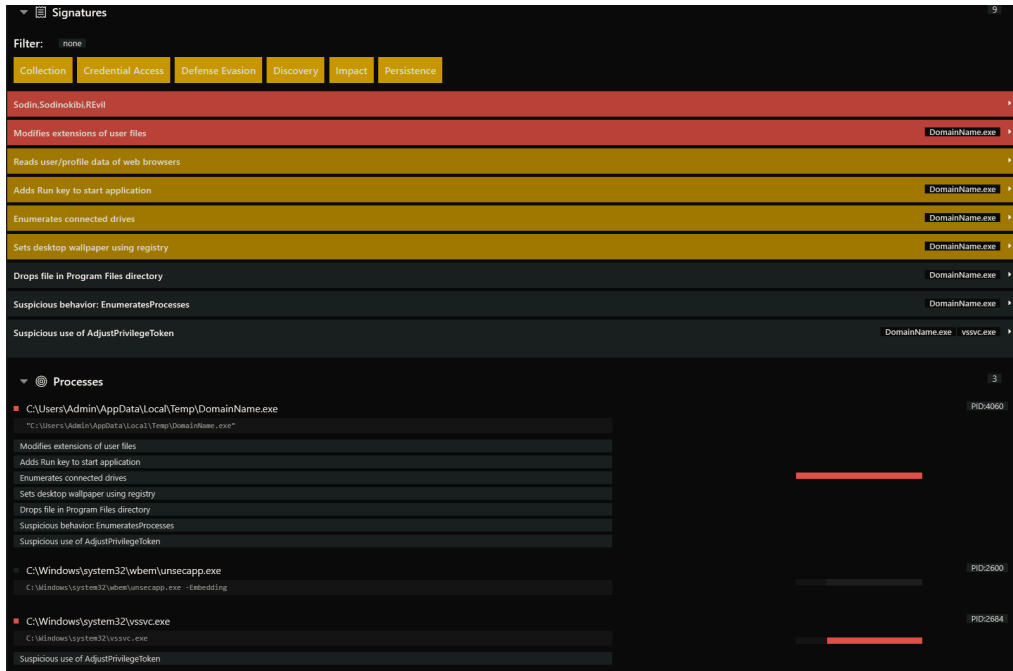 Signatures 9
Filter: none
Collection Credential Access Defense Evasion Discovery Impact Persistence
Sodin,Sodinokibi,REvil
Modifies extensions of user files DomainName.exe
Reads user/profile data of web browsers
Adds Run key to start application DomainName.exe
Enumerates connected drives DomainName.exe
Sets desktop wallpaper using registry DomainName.exe
Drops file in Program Files directory DomainName.exe
Suspicious behavior: EnumeratesProcesses DomainName.exe
Suspicious use of AdjustPrivilegeToken DomainName.exe vssvc.exe
Processes 3
C:\Users\Admin\AppData\Local\Temp\DomainName.exe PID:4060
"C:\Users\Admin\AppData\Local\Temp\DomainName.exe"
Modifies extensions of user files
Adds Run key to start application
Enumerates connected drives
Sets desktop wallpaper using registry
Drops file in Program Files directory
Suspicious behavior: EnumeratesProcesses
Suspicious use of AdjustPrivilegeToken
C:\Windows\system32\wbem\unsecapp.exe PID:2600
C:\Windows\system32\wbem\unsecapp.exe -Embedding
C:\Windows\system32\vssvc.exe PID:2684
C:\Windows\system32\vssvc.exe
Suspicious use of AdjustPrivilegeToken